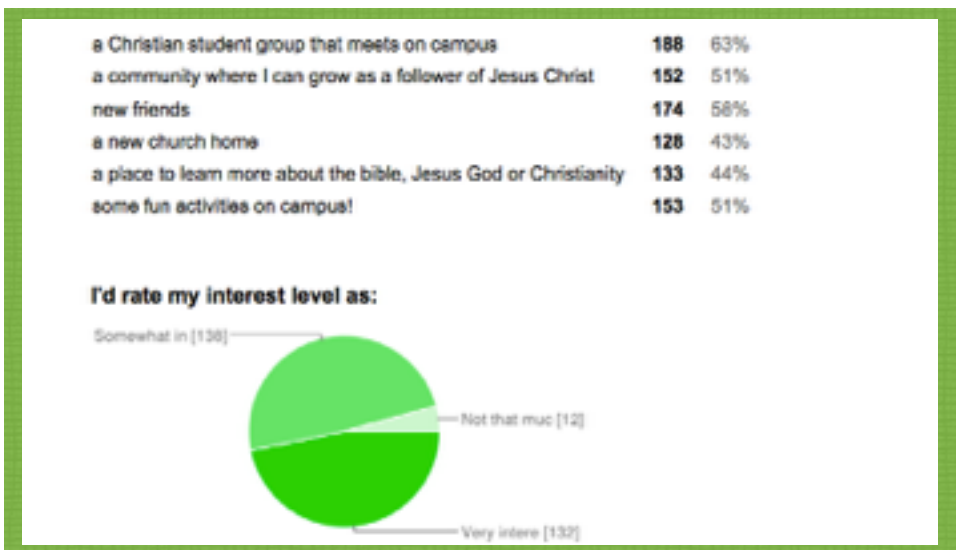 a Christian student group that meets on campus 188 63%
a community where I can grow as a follower of Jesus Christ 152 51%
new friends 174 58%
a new church home 128 43%
a place to learn more about the bible, Jesus God or Christianity 133 44%
some fun activities on campus! 153 51%
I'd rate my interest level as:
Somewhat in [138]
Not that muc [12]
Very intere [132]